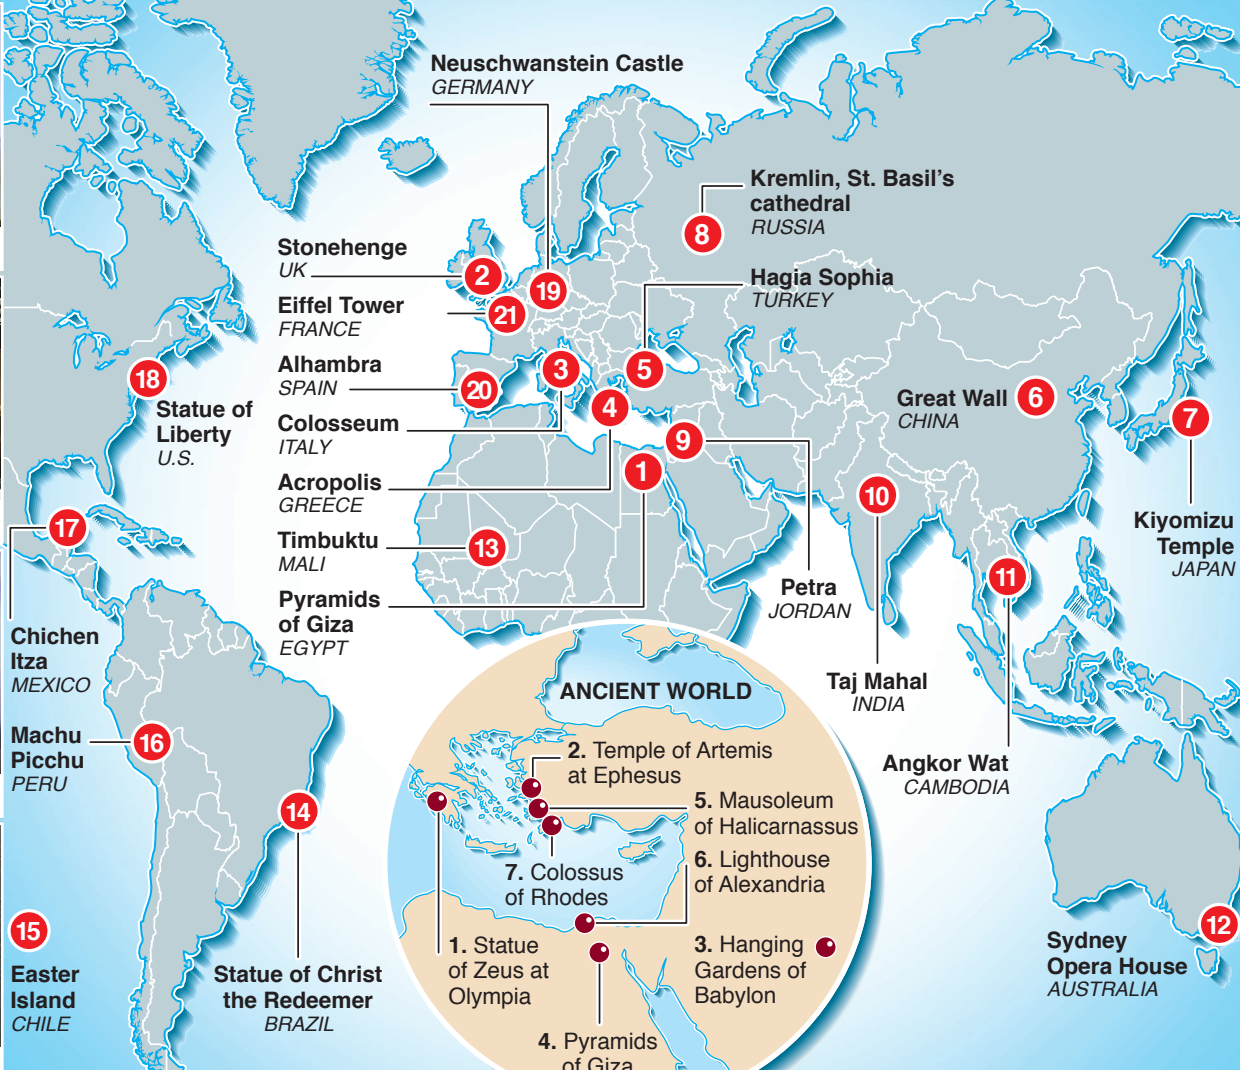 Neuschwanstein Castle
GERMANY
Kremlin, St. Basil's
cathedral
RUSSIA
8
Stonehenge
UK
2
19
Hagia Sophia
TURKEY
Eiffel Tower
FRANCE
21
18
Statue of
Liberty
U.S.
Alhambra
SPAIN
20
3
5
4
Great Wall
CHINA
6
7
Colosseum
ITALY
9
1
Acropolis
GREECE
10
17
Timbuktu
MALI
13
Kiyomizu
Temple
JAPAN
11
Petra
JORDAN
Pyramids
of Giza
EGYPT
Chichen
Itza
MEXICO
Taj Mahal
INDIA
Machu
Picchu
PERU
16
Angkor Wat
CAMBODIA
14
15
Easter
Island
CHILE
Statue of Christ
the Redeemer
BRAZIL
12
Sydney
Opera House
AUSTRALIA
ANCIENT WORLD
2. Temple of Artemis
at Ephesus
5. Mausoleum
of Halicarnassus
7. Colossus
of Rhodes
6. Lighthouse
of Alexandria
1. Statue
of Zeus at
Olympia
3. Hanging
Gardens of
Babylon
4. Pyramids
of Giza